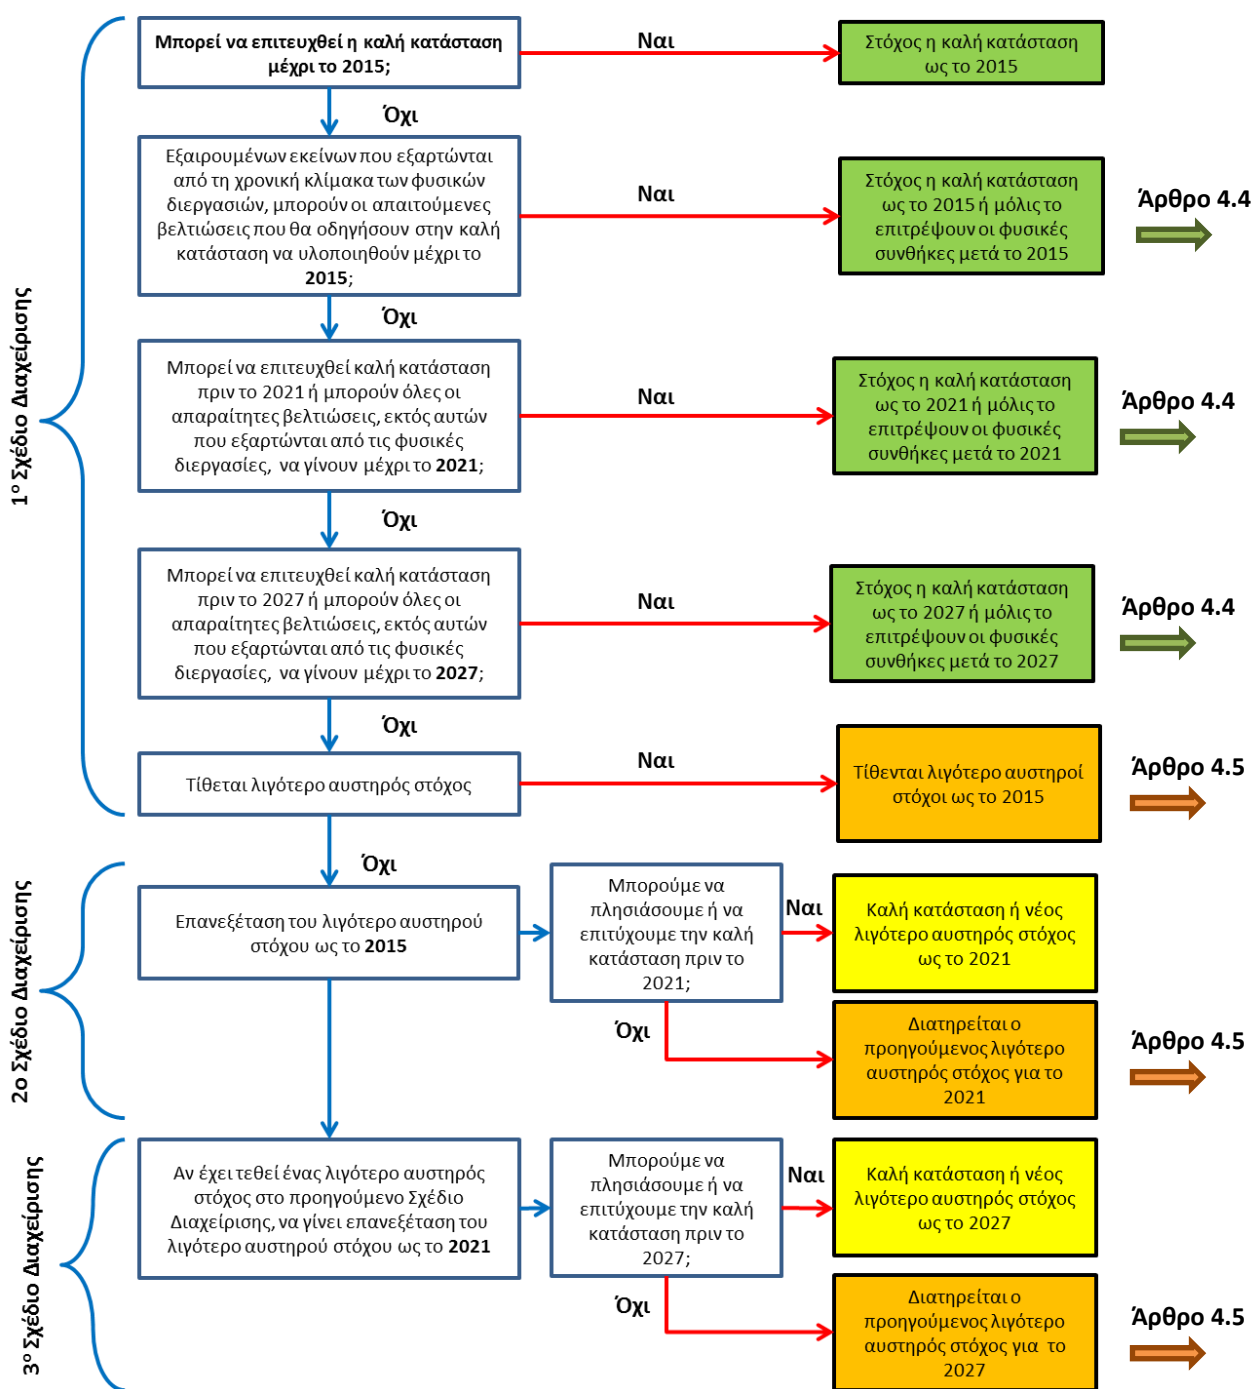 Μπορεί να επιτευχθεί η καλή κατάσταση
μέχρι το 2015;
Ναι
Στόχος η καλή κατάσταση
ως το 2015
Όχι
Εξαιρουμένων εκείνων που εξαρτώνται
από τη χρονική κλίμακα των φυσικών
διεργασιών, μπορούν οι απαιτούμενες
βελτιώσεις που θα οδηγήσουν στην καλή
κατάσταση να υλοποιηθούν μέχρι το
2015;
Ναι
Στόχος η καλή κατάσταση
ως το 2015 ή μόλις το
επιτρέψουν οι φυσικές
συνθήκες μετά το 2015
Άρθρο 4.4
Όχι
1ο Σχέδιο Διαχείρισης
Μπορεί να επιτευχθεί καλή κατάσταση
πριν το 2021 ή μπορούν όλες οι
απαραίτητες βελτιώσεις, εκτός αυτών
που εξαρτώνται από τις φυσικές
διεργασίες, να γίνουν μέχρι το 2021;
Ναι
Στόχος η καλή κατάσταση
ως το 2021 ή μόλις το
επιτρέψουν οι φυσικές
συνθήκες μετά το 2021
Άρθρο 4.4
Όχι
Μπορεί να επιτευχθεί καλή κατάσταση
πριν το 2027 ή μπορούν όλες οι
απαραίτητες βελτιώσεις, εκτός αυτών
που εξαρτώνται από τις φυσικές
διεργασίες, να γίνουν μέχρι το 2027;
Ναι
Στόχος η καλή κατάσταση
ως το 2027 ή μόλις το
επιτρέψουν οι φυσικές
συνθήκες μετά το 2027
Άρθρο 4.4
Όχι
Τίθεται λιγότερο αυστηρός στόχος
Ναι
Τίθενται λιγότερο αυστηροί
στόχοι ως το 2015
Άρθρο 4.5
Όχι
2ο Σχέδιο Διαχείρισης
Επανεξέταση του λιγότερο αυστηρού
στόχου ως το 2015
Μπορούμε να
πλησιάσουμε ή να
επιτύχουμε την καλή
κατάσταση πριν το
2021;
Ναι
Καλή κατάσταση ή νέος
λιγότερο αυστηρός στόχος
ως το 2021
Όχι
Διατηρείται ο
προηγούμενος λιγότερο
αυστηρός στόχος για το
2021
Άρθρο 4.5
3ο Σχέδιο Διαχείρισης
Αν έχει τεθεί ένας λιγότερο αυστηρός
στόχος στο προηγούμενο Σχέδιο
Διαχείρισης, να γίνει επανεξέταση του
λιγότερο αυστηρού στόχου ως το 2021
Μπορούμε να
πλησιάσουμε ή να
επιτύχουμε την καλή
κατάσταση πριν το
2027;
Ναι
Καλή κατάσταση ή νέος
λιγότερο αυστηρός στόχος
ως το 2027
Όχι
Διατηρείται ο
προηγούμενος λιγότερο
αυστηρός στόχος για το
2027
Άρθρο 4.5